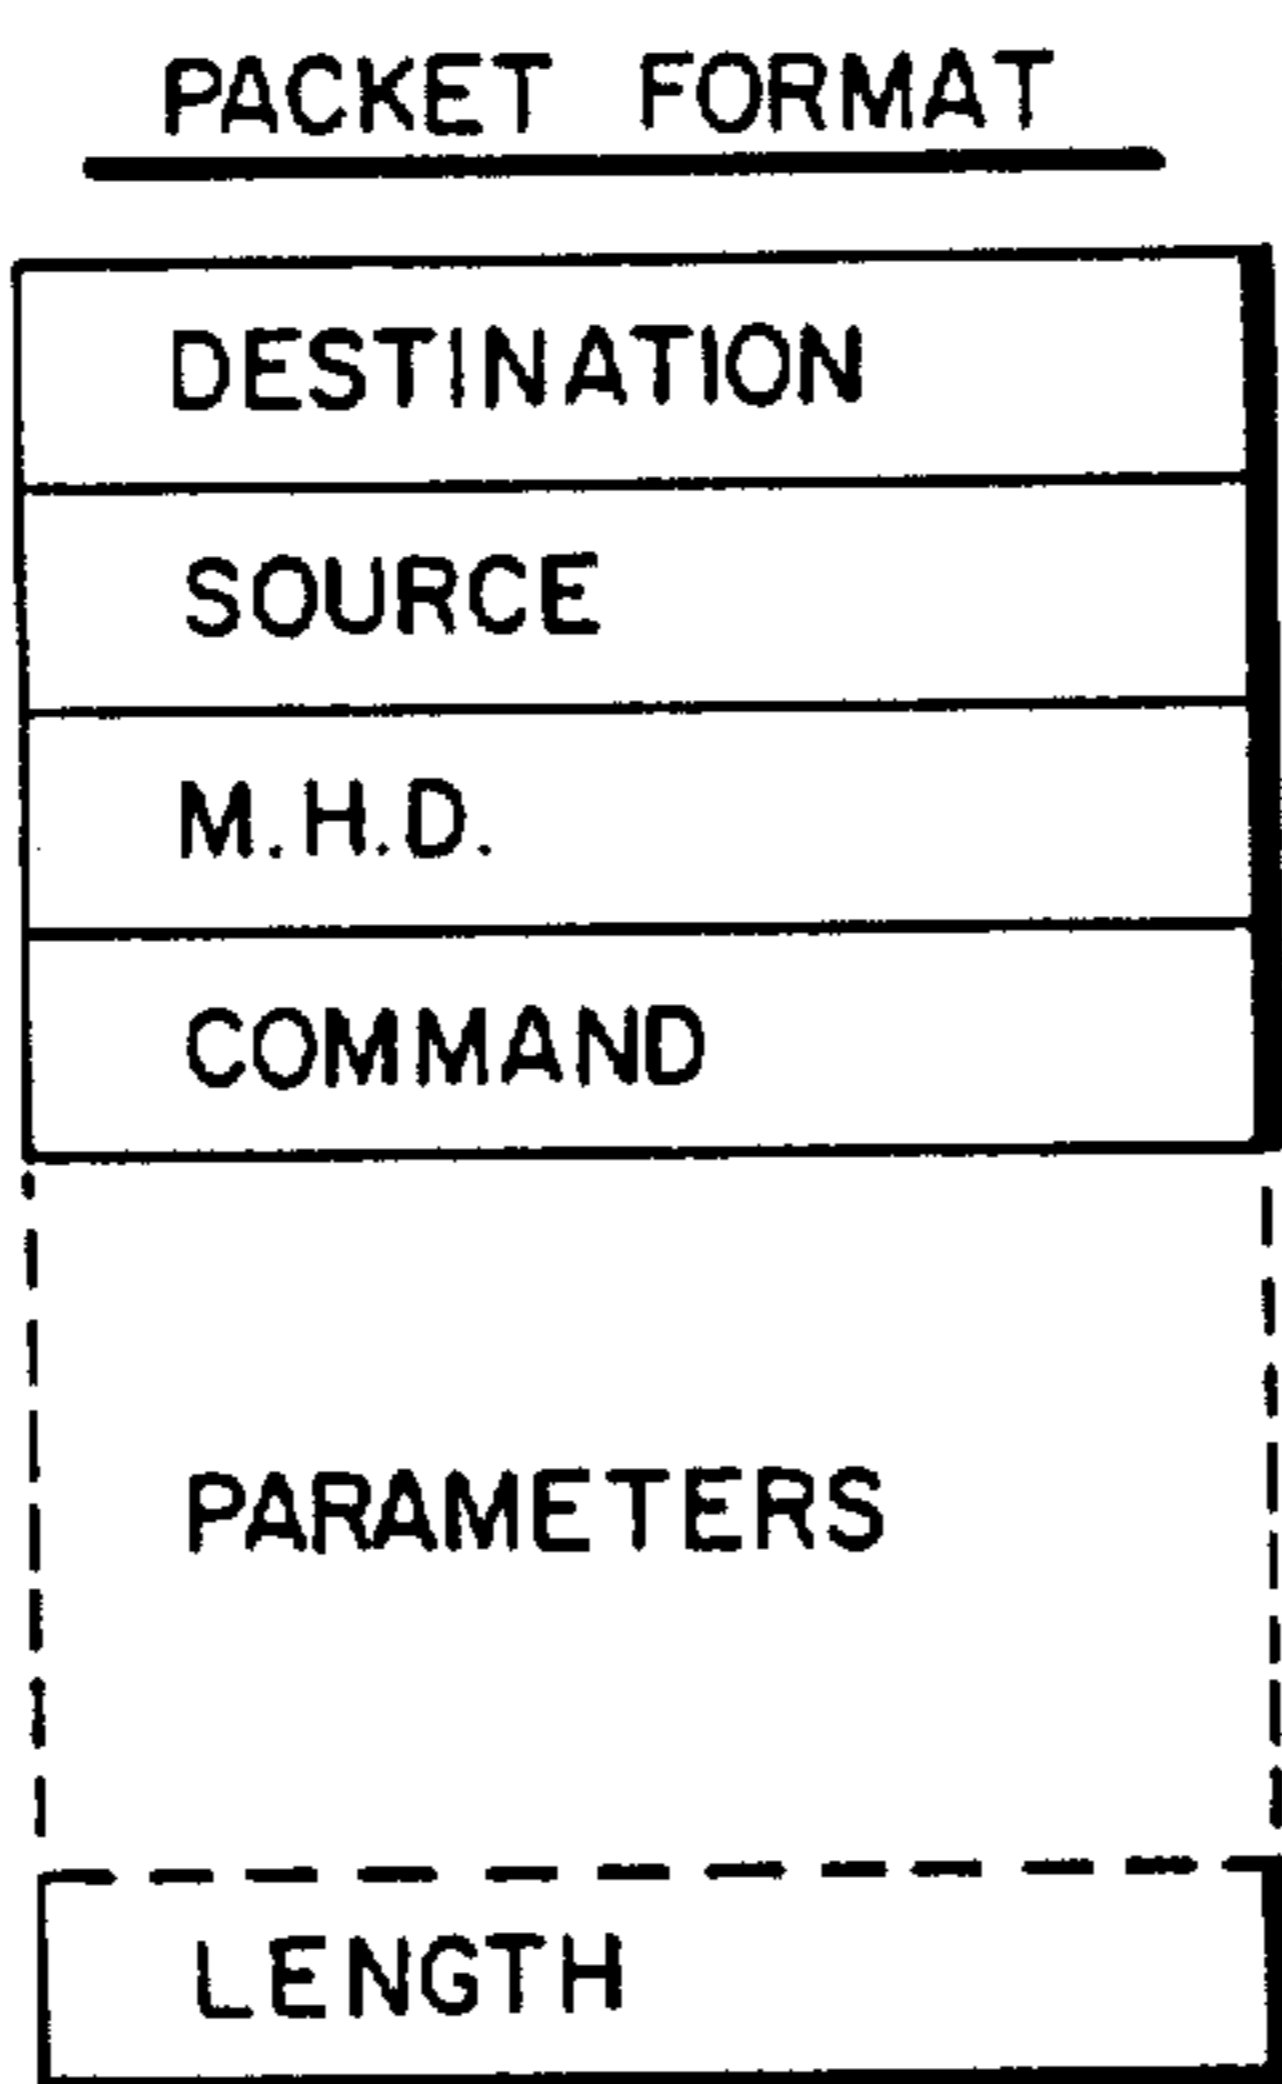 PACKET FORMAT
DESTINATION
SOURCE
M.H.D.
COMMAND
PARAMETERS
LENGTH